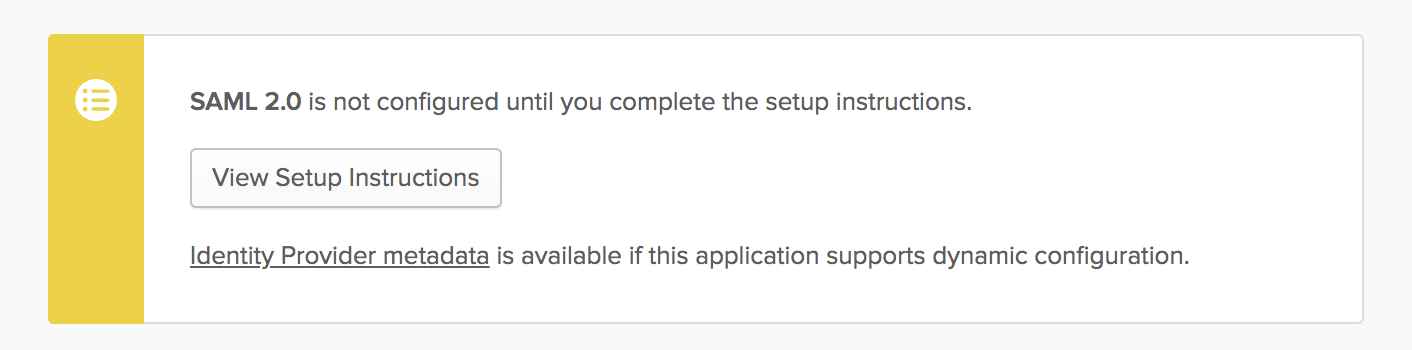 SAML 2.0 is not configured until you complete the setup instructions.
View Setup Instructions
Identity Provider metadata is available if this application supports dynamic configuration.